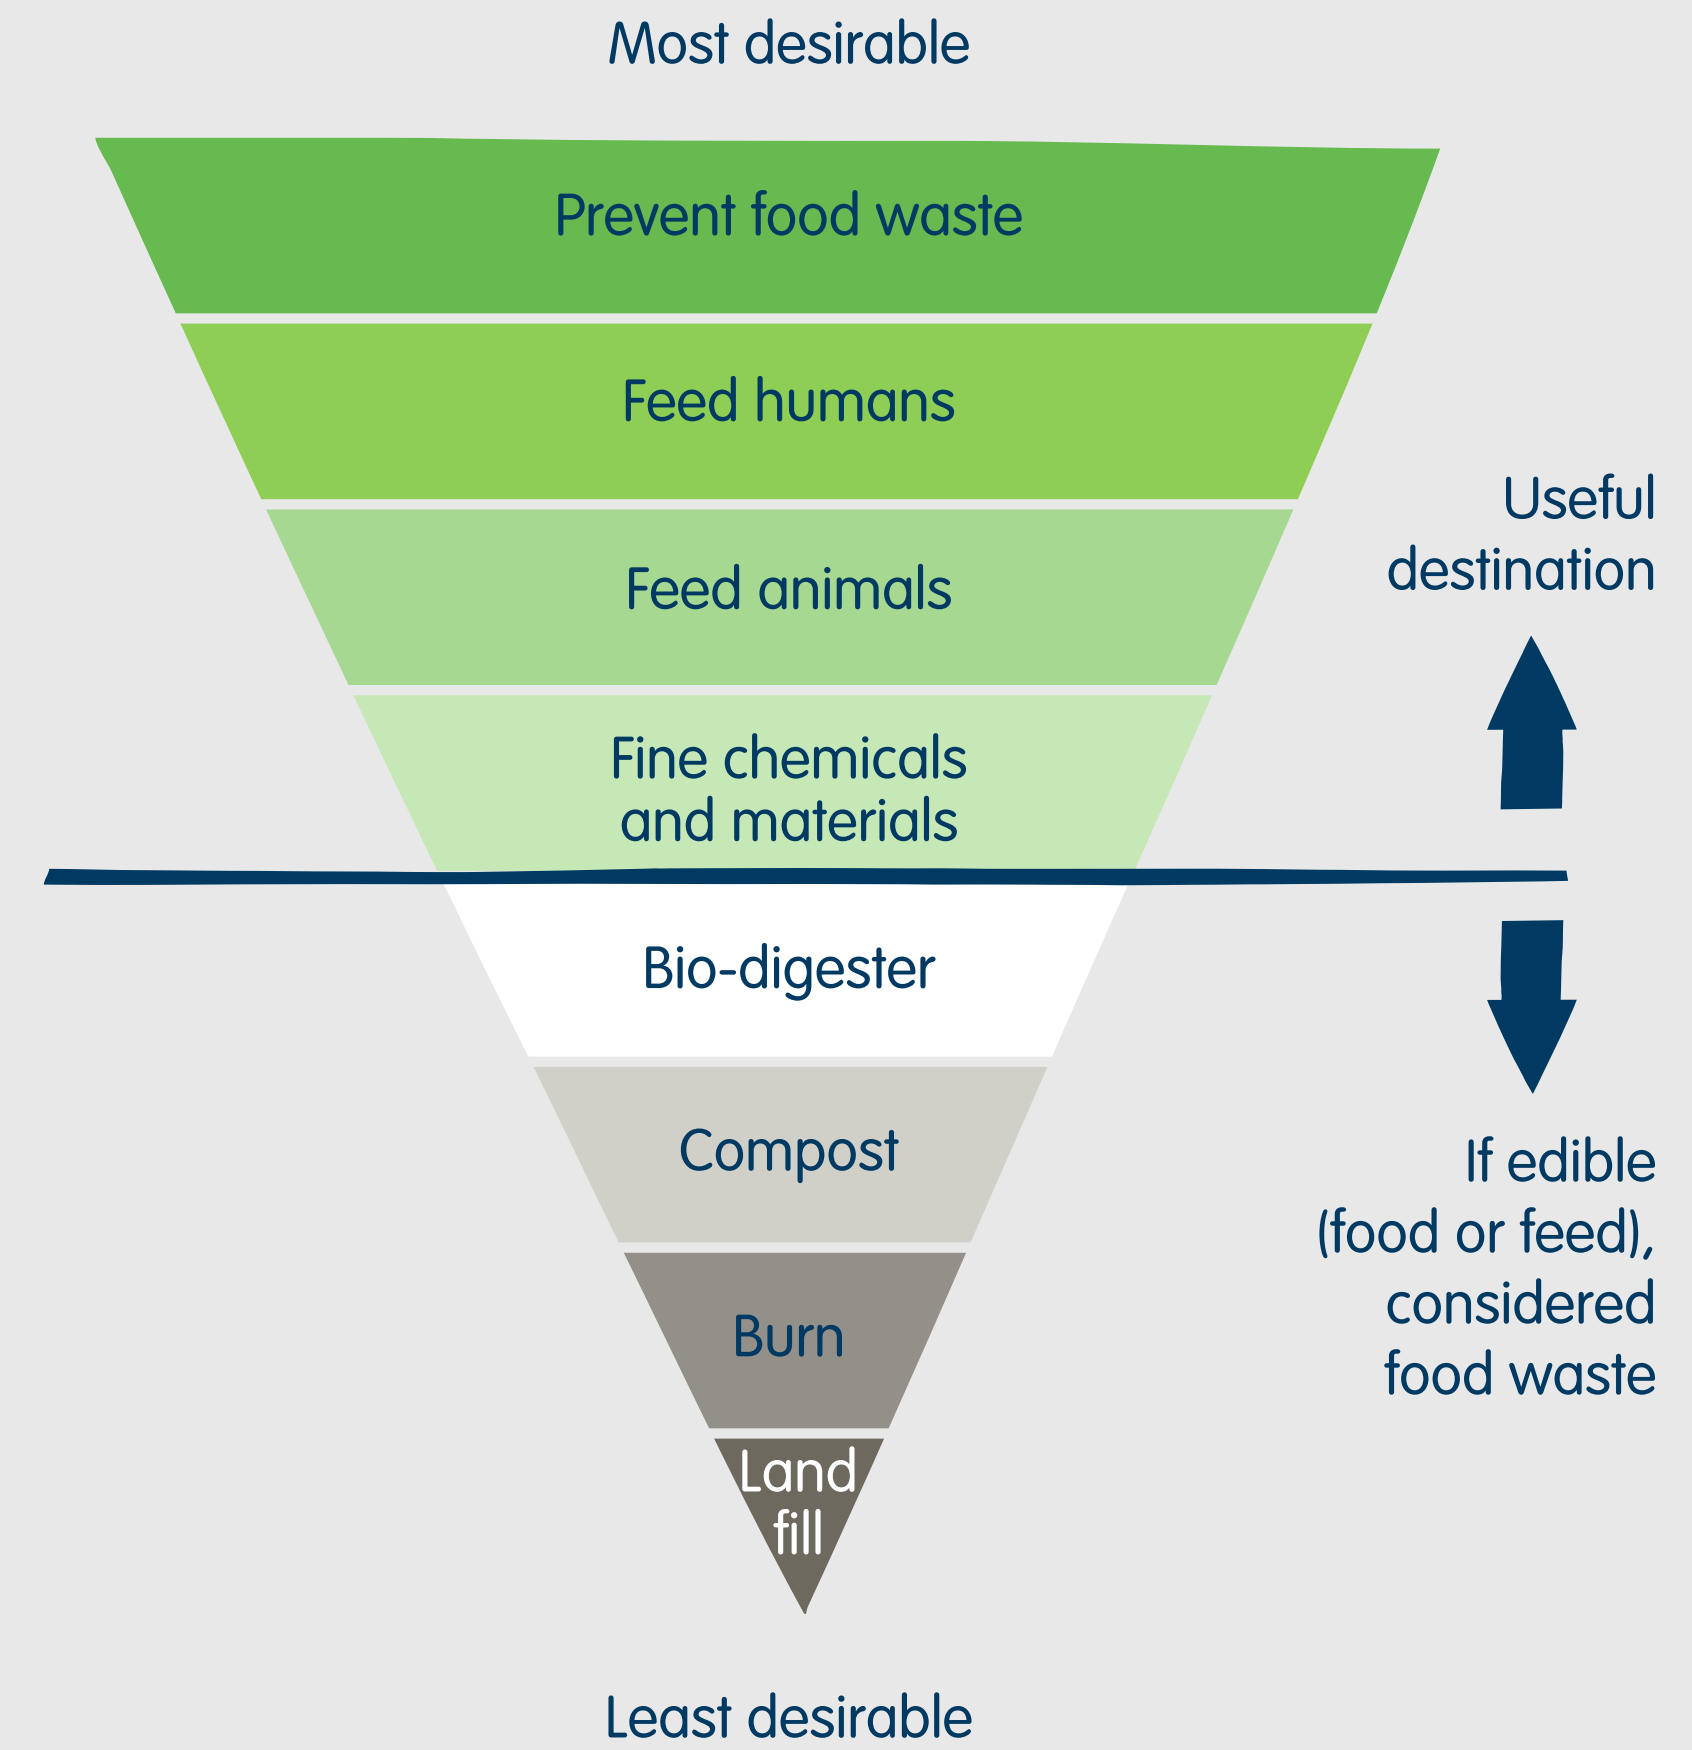 Most desirable
Prevent food waste
Feed humans
Feed animals
Fine chemicals
and materials
Useful
destination
Bio-digester
Compost
Burn
Land
fill
If edible
(food or feed),
considered
food waste
Least desirable